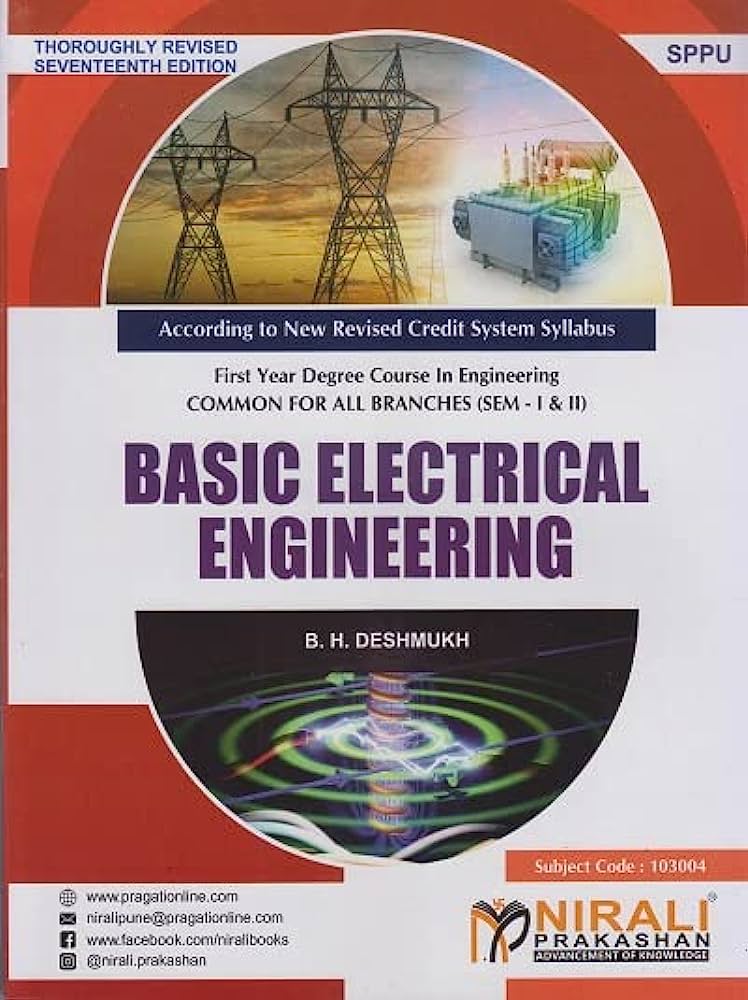 THOROUGHLY REVISED
SEVENTEENTH EDITION
SPPU
According to New Revised Credit System Syllabus
First Year Degree Course In Engineering
COMMON FOR ALL BRANCHES (SEM - I & II)
BASIC ELECTRICAL
ENGINEERING
B. H. DESHMUKH
Subject Code : 103004
www.pragationline.com
niralipune@pragationline.com
www.facebook.com/niralibooks
@nirali.prakashan
NIRALI®
PRAKASHAN
ADVANCEMENT OF KNOWLEDGE